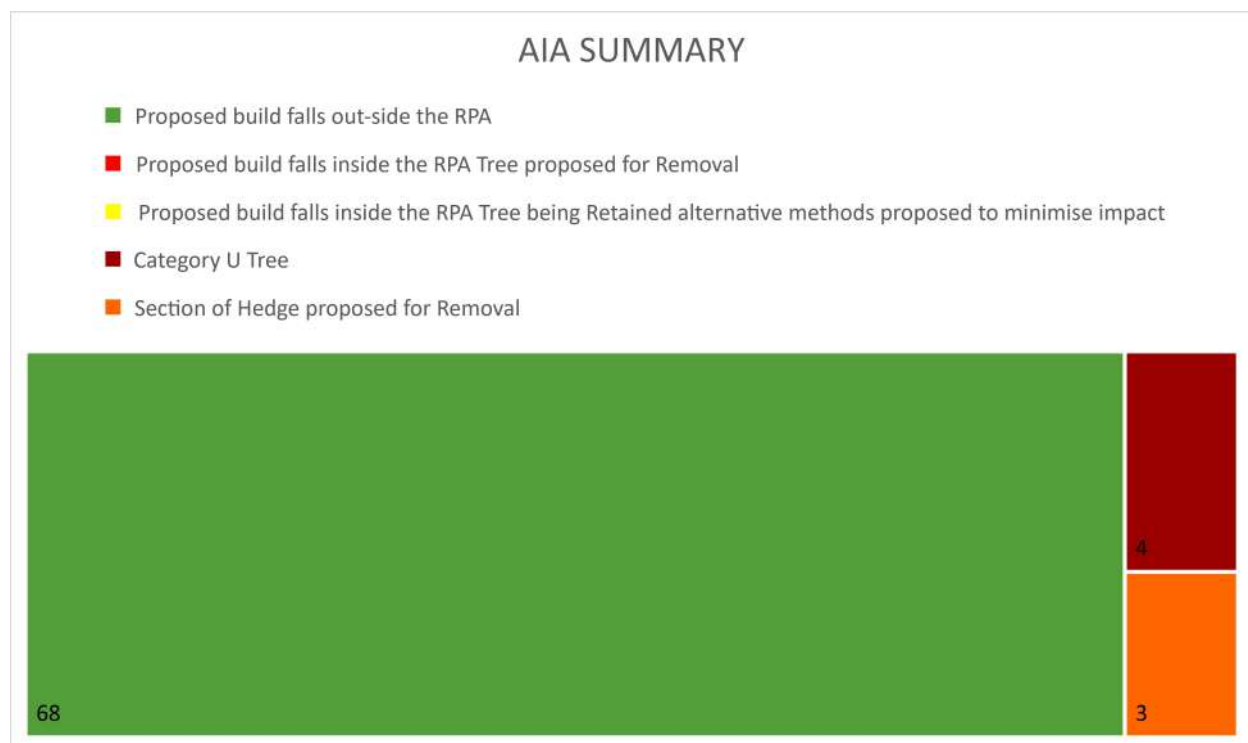 AIA SUMMARY
Proposed build falls out-side the RPA
Proposed build falls inside the RPA Tree proposed for Removal
Proposed build falls inside the RPA Tree being Retained alternative methods proposed to minimise impact
Category U Tree
Section of Hedge proposed for Removal
4
68
3